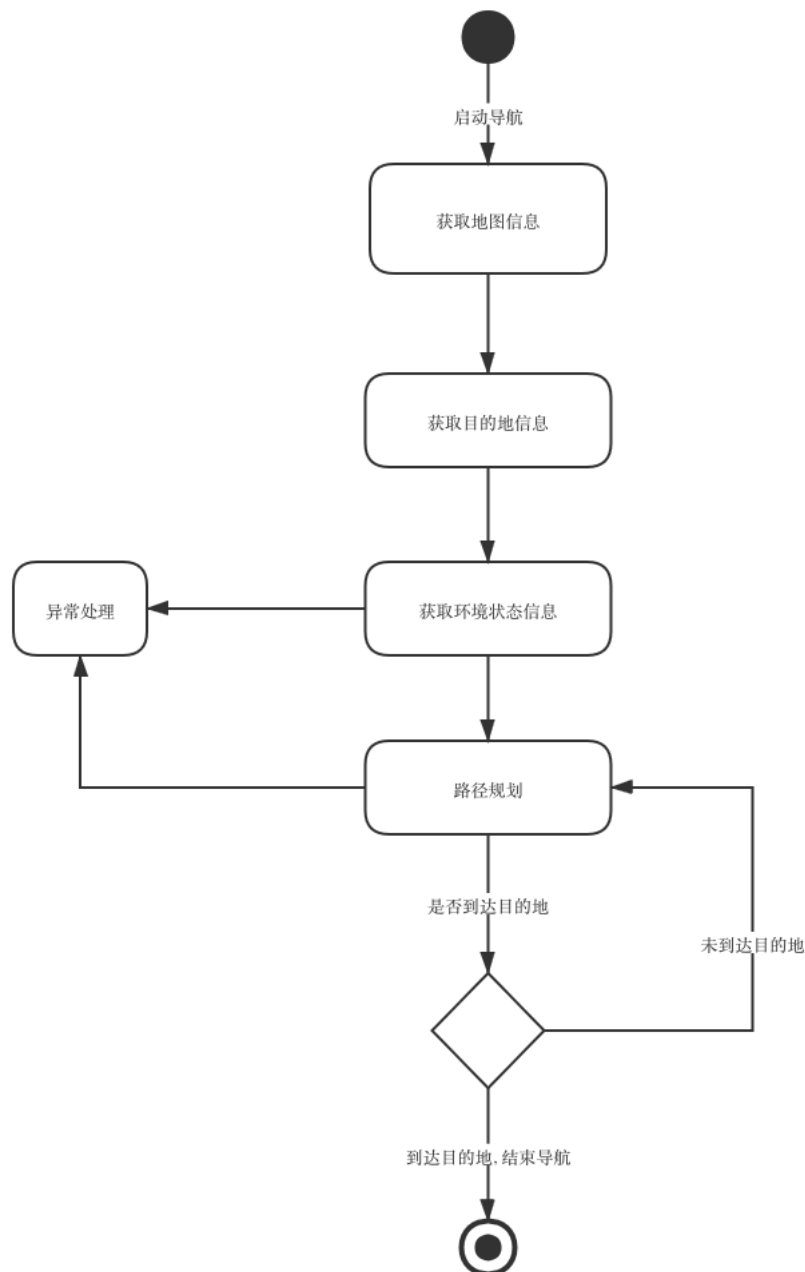 启动导航
获取地图信息
获取目的地信息
异常处理
获取环境状态信息
路径规划
是否到达目的地
未到达目的地
到达目的地,结束导航